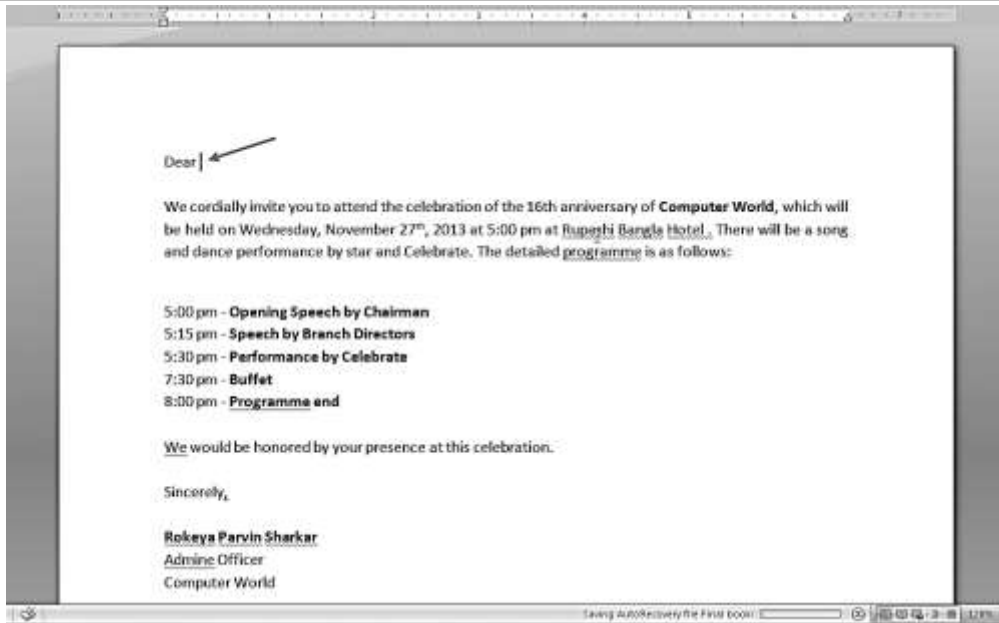 Dear
We cordially invite you to attend the celebration of the 16th anniversary of Computer World, which will
be held on Wednesday, November 27th, 2013 at 5:00 pm at Rupashi Bangla Hotel . There will be a song
and dance performance by star and Celebrate. The detailed programme is as follows:
5:00 pm - Opening Speech by Chairman
5:15 pm - Speech by Branch Directors
5:30 pm - Performance by Celebrate
7:30 pm - Buffet
8:00 pm - Programme end
We would be honored by your presence at this celebration.
Sincerely,
Rokeya Parvin Sharkar
Admine Officer
Computer World
Saving AutoRecovery file Final book: